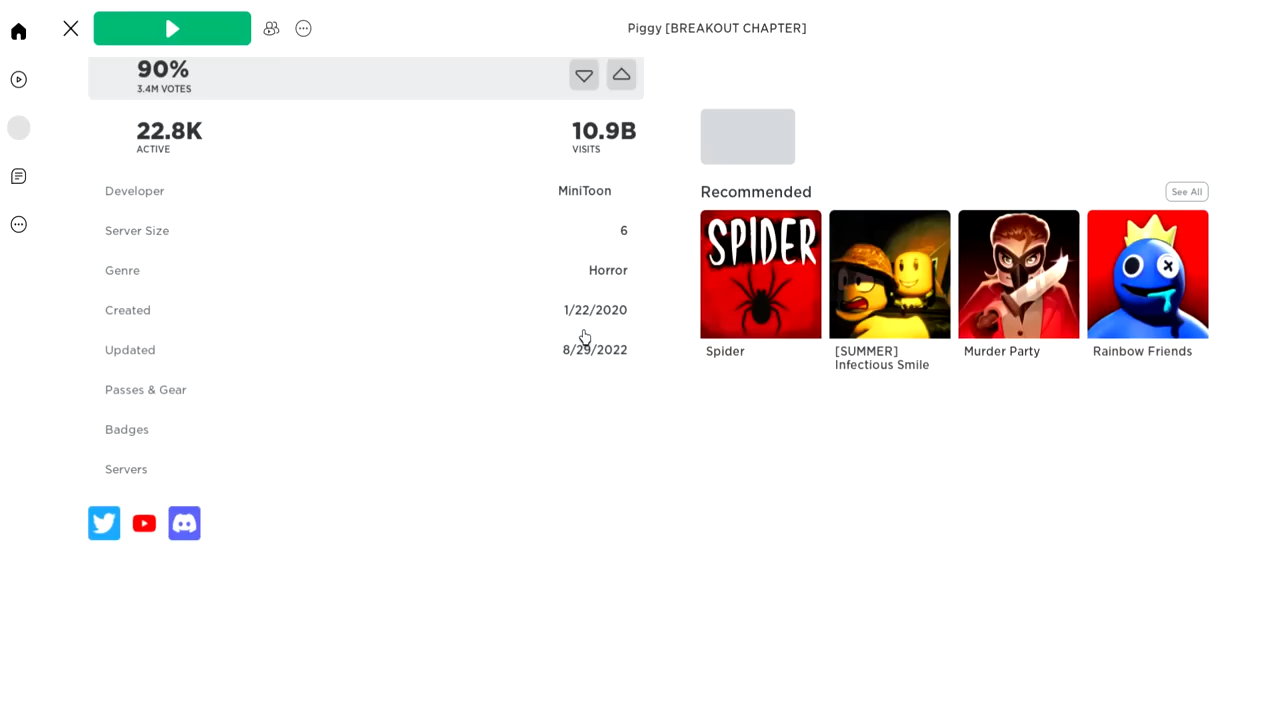 Piggy [BREAKOUT CHAPTER]
90%
3.4M VOTES
22.8K
ACTIVE
10.9B
VISITS
Developer MiniToon
Server Size 6
Genre Horror
Created 1/22/2020
Updated 8/29/2022
Passes & Gear
Badges
Servers
Recommended
See All
SPIDER
Spider
[SUMMER]
Infectious Smile
Murder Party
Rainbow Friends